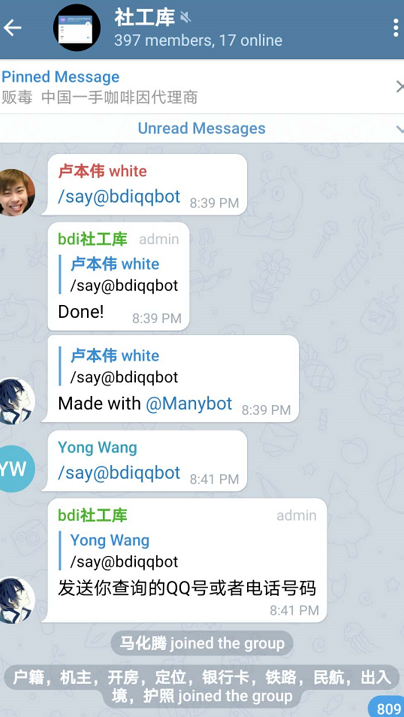 社工库
397 members, 17 online
Pinned Message
贩毒 中国一手咖啡因代理商
Unread Messages
卢本伟 white
/say@bdiqqbot
8:39 PM
bdi社工库 admin
卢本伟 white
/say@bdiqqbot
Done!
8:39 PM
卢本伟 white
/say@bdiqqbot
Made with @Manybot 8:39 PM
YW
Yong Wang
/say@bdiqqbot
8:41 PM
bdi社工库 admin
Yong Wang
/say@bdiqqbot
发送你查询的QQ号或者电话号码
8:41 PM
马化腾 joined the group
户籍，机主，开房，定位，银行卡，铁路，民航，出入
境，护照 joined the group
809